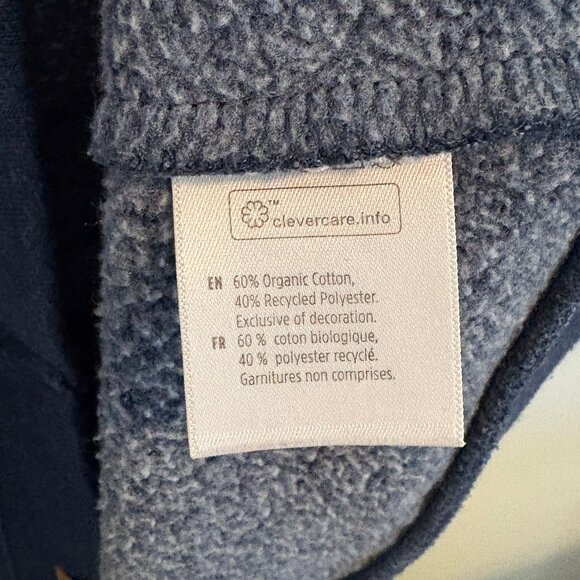 ™
clevercare.info
EN 60% Organic Cotton,
40% Recycled Polyester.
Exclusive of decoration.
FR 60 % coton biologique,
40 % polyester recyclé.
Garnitures non comprises.